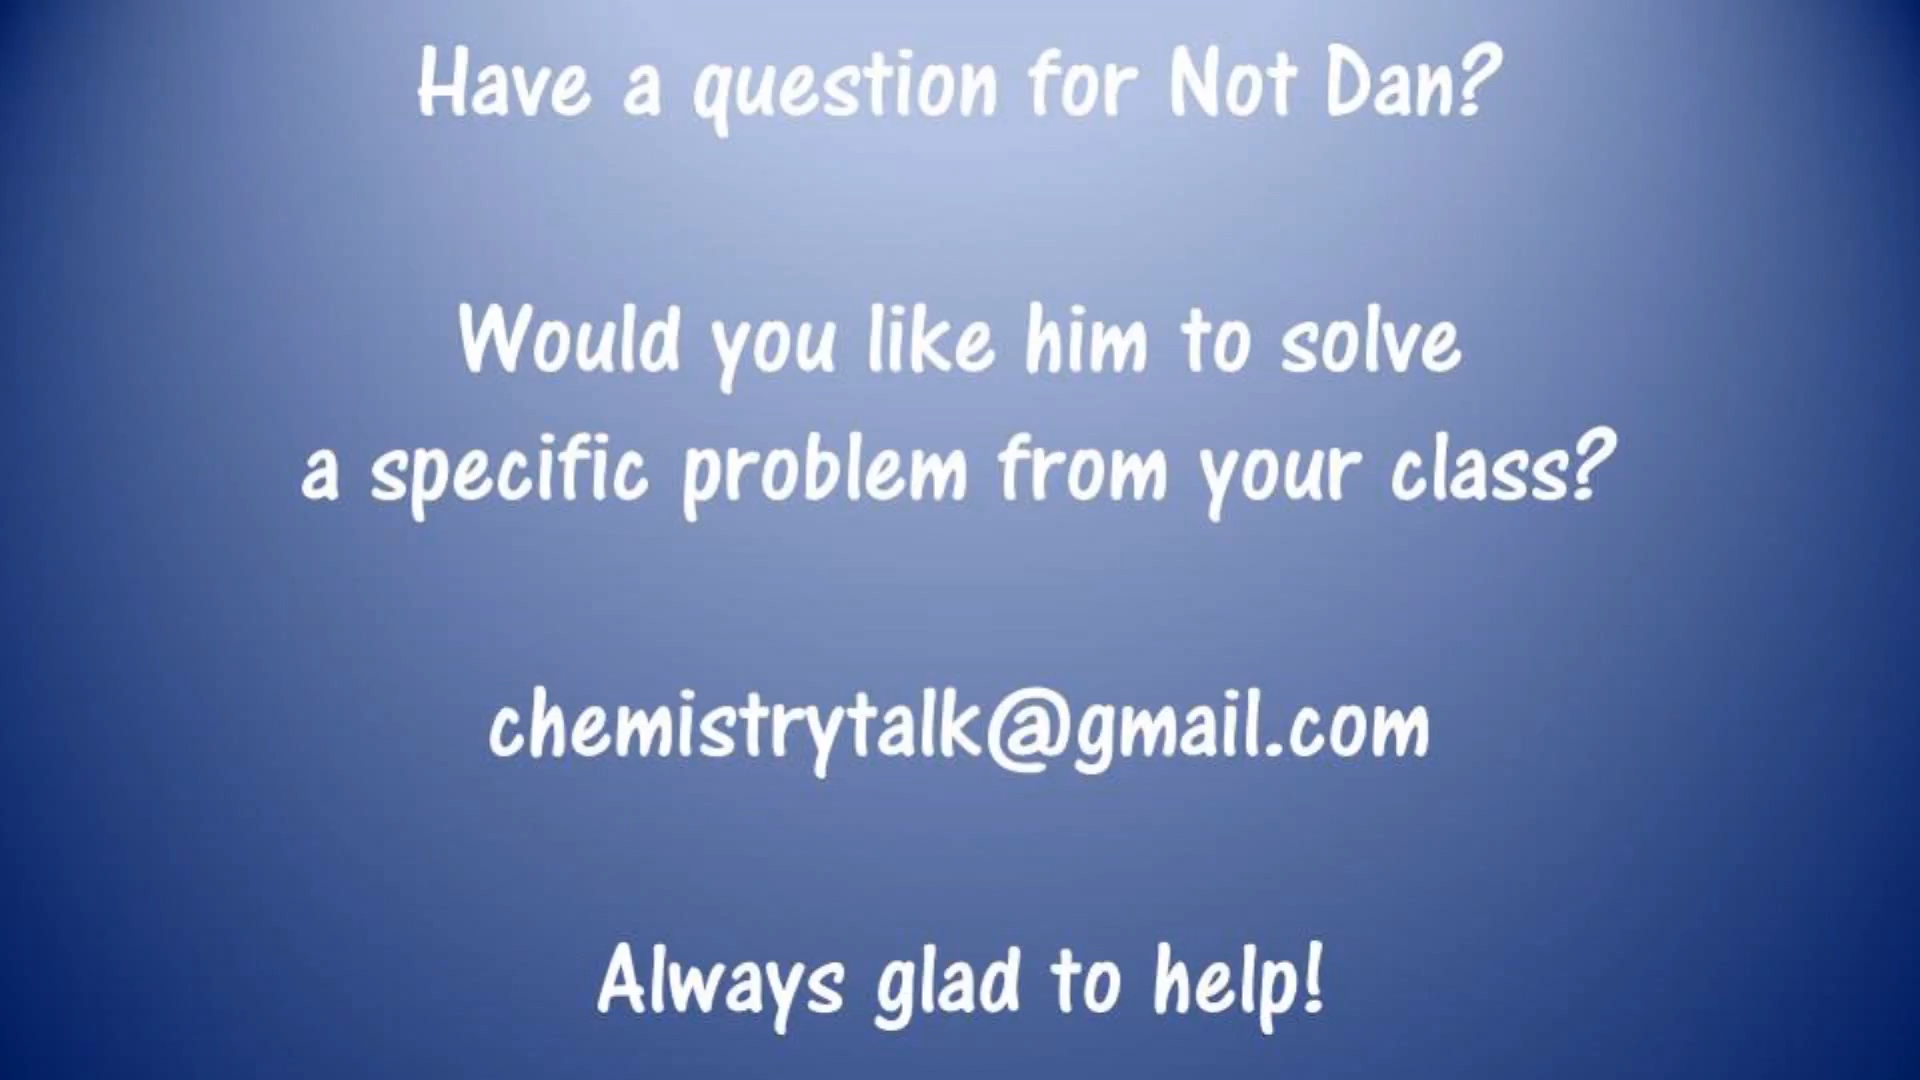 Have a question for Not Dan?
Would you like him to solve
a specific problem from your class?
chemistrytalk@gmail.com
Always glad to help!